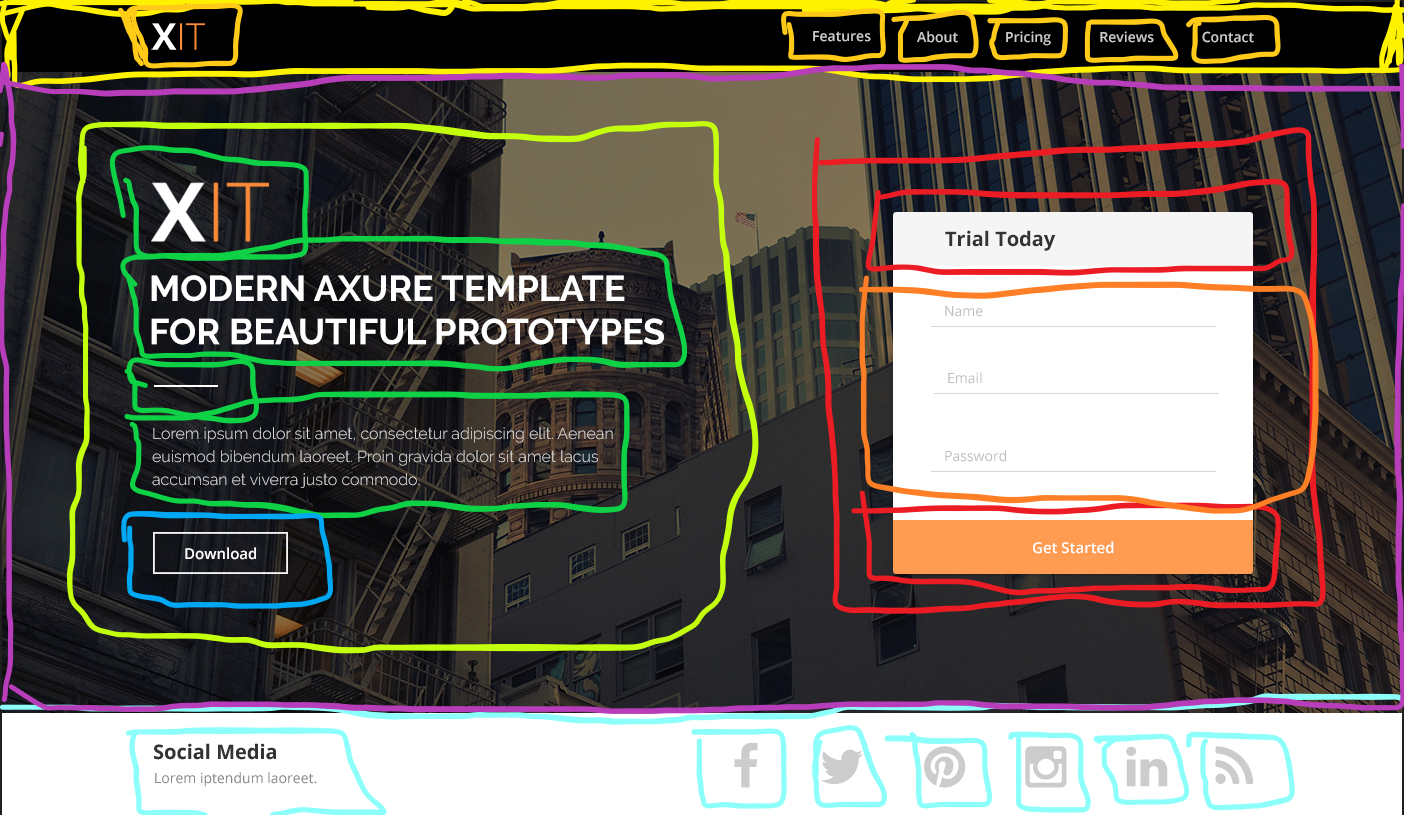 XIT
Features About Pricing Reviews Contact
XIT
MODERN AXURE TEMPLATE
FOR BEAUTIFUL PROTOTYPES
Lorem ipsum dolor sit amet, consectetur adipiscing elit. Aenean
euismod bibendum laoreet. Proin gravida dolor sit amet lacus
accumsan et viverra justo commodo.
Download
Trial Today
Name
Email
Password
Get Started
Social Media
Lorem iptendum laoreet.